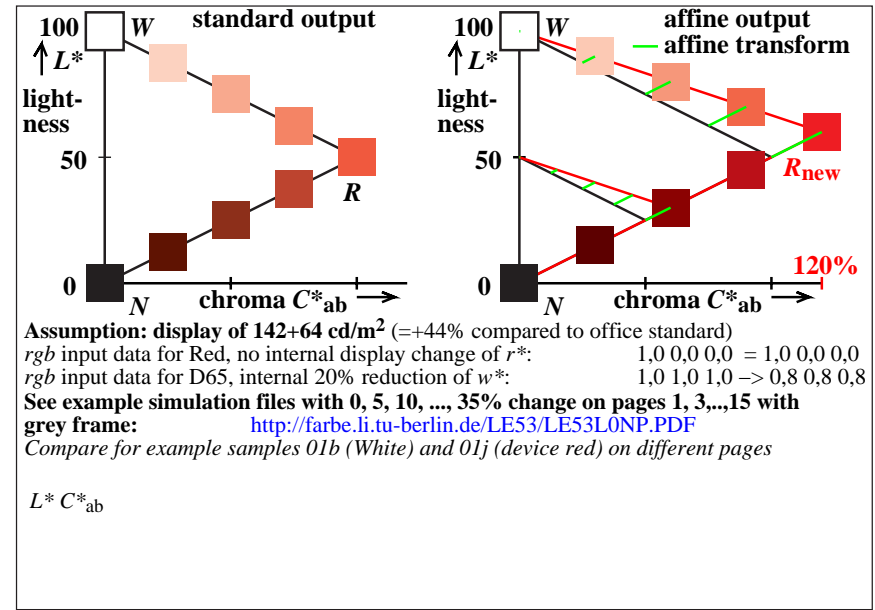 standard output
100 W
L*
light-
ness
50
R
0
N
chroma C*ab
affine output
affine transform
100 W
L*
light-
ness
50
Rnew
120%
0
N
chroma C*ab
Assumption: display of 142+64 cd/m² (=+44% compared to office standard)
rgb input data for Red, no internal display change of r*: 1,0 0,0 0,0 = 1,0 0,0 0,0
rgb input data for D65, internal 20% reduction of w*: 1,0 1,0 1,0 –> 0,8 0,8 0,8
See example simulation files with 0, 5, 10, ..., 35% change on pages 1, 3,..,15 with
grey frame: http://farbe.li.tu-berlin.de/LE53/LE53L0NP.PDF
Compare for example samples 01b (White) and 01j (device red) on different pages
L* C*ab